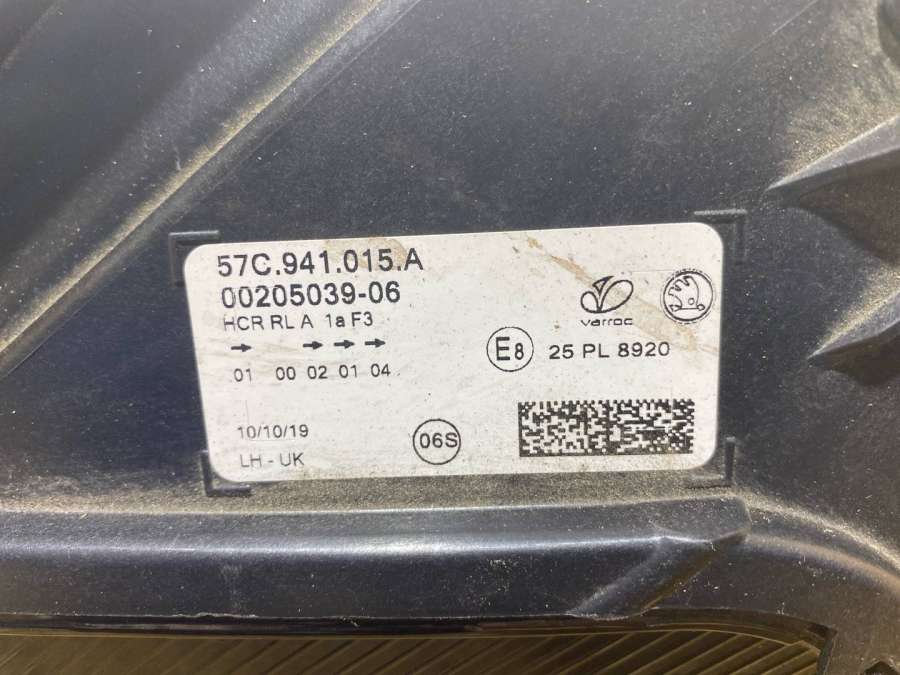 57C.941.015.A
00205039-06
HCR RL A 1a F3
varroc
E8 25 PL 8920
01 00 02 01 04
10/10/19
06S
LH - UK